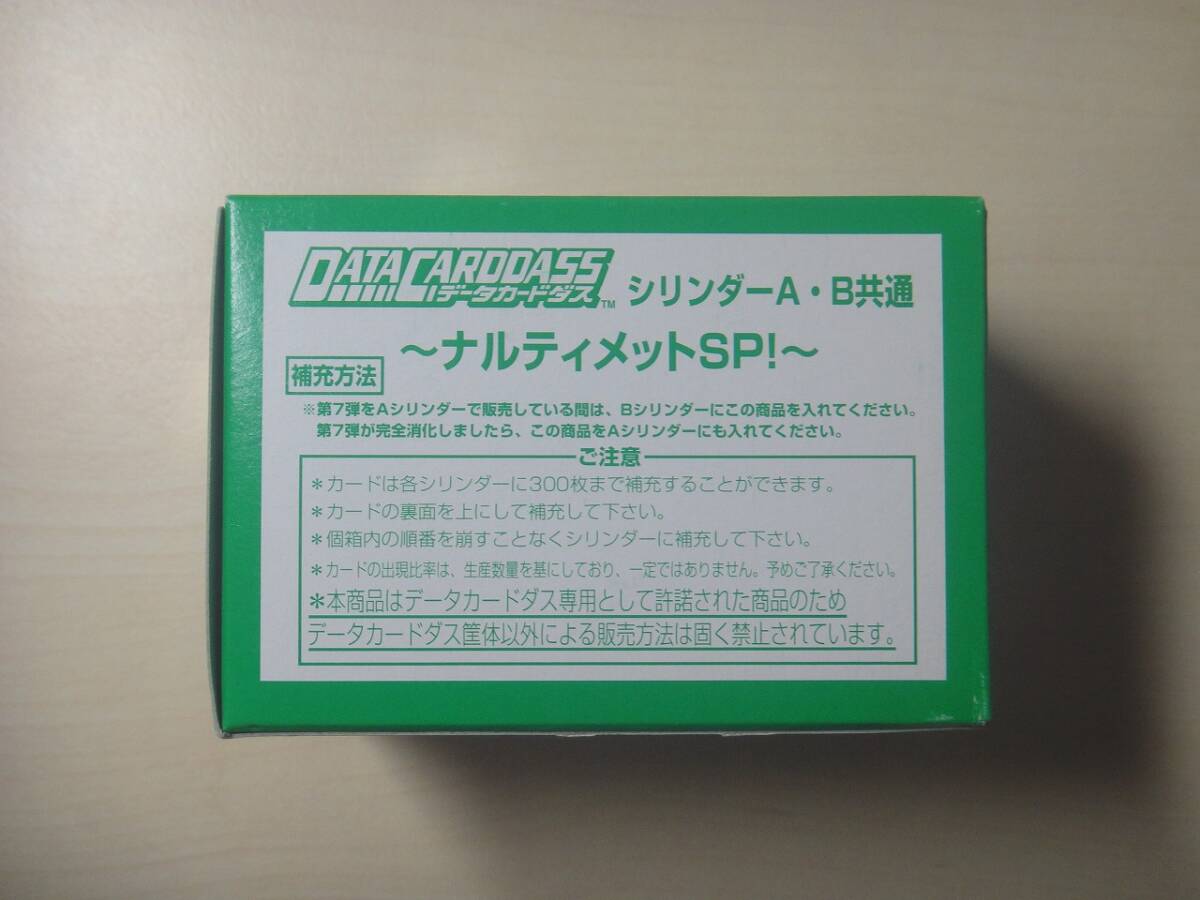 DATACARDDASS シリンダーA・B共通
データカードダス™
～ナルティメットSP!～
補充方法
※第7弾をAシリンダーで販売している間は、Bシリンダーにこの商品を入れてください。
第7弾が完全消化しましたら、この商品をAシリンダーにも入れてください。
ご注意
＊カードは各シリンダーに300枚まで補充することができます。
＊カードの裏面を上にして補充して下さい。
＊個箱内の順番を崩すことなくシリンダーに補充して下さい。
＊カードの出現比率は、生産数量を基にしており、一定ではありません。予めご了承ください。
＊本商品はデータカードダス専用として許諾された商品のため
データカードダス筐体以外による販売方法は固く禁止されています。